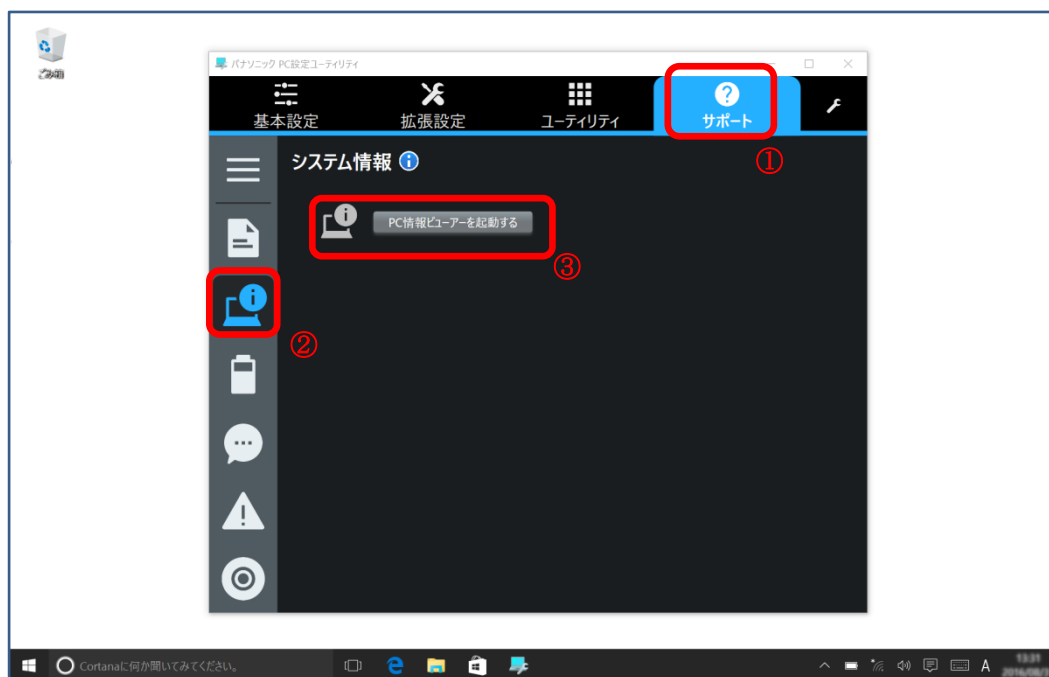 ごみ箱
パナソニック PC設定ユーティリティ
基本設定
拡張設定
ユーティリティ
サポート
①
システム情報
PC情報ビューアーを起動する
③
②
Cortanaに何か聞いてみてください。
A
13:31